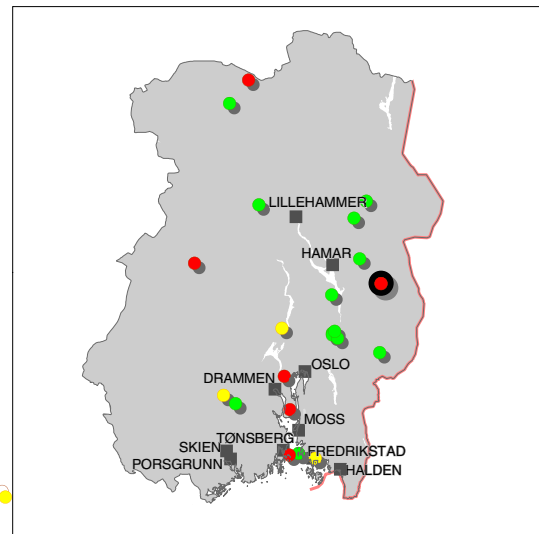 LILLEHAMMER
HAMAR
OSLO
DRAMMEN
MOSS
TØNSBERG
SKIEN
FREDRIKSTAD
PORSGRUNN
HALDEN